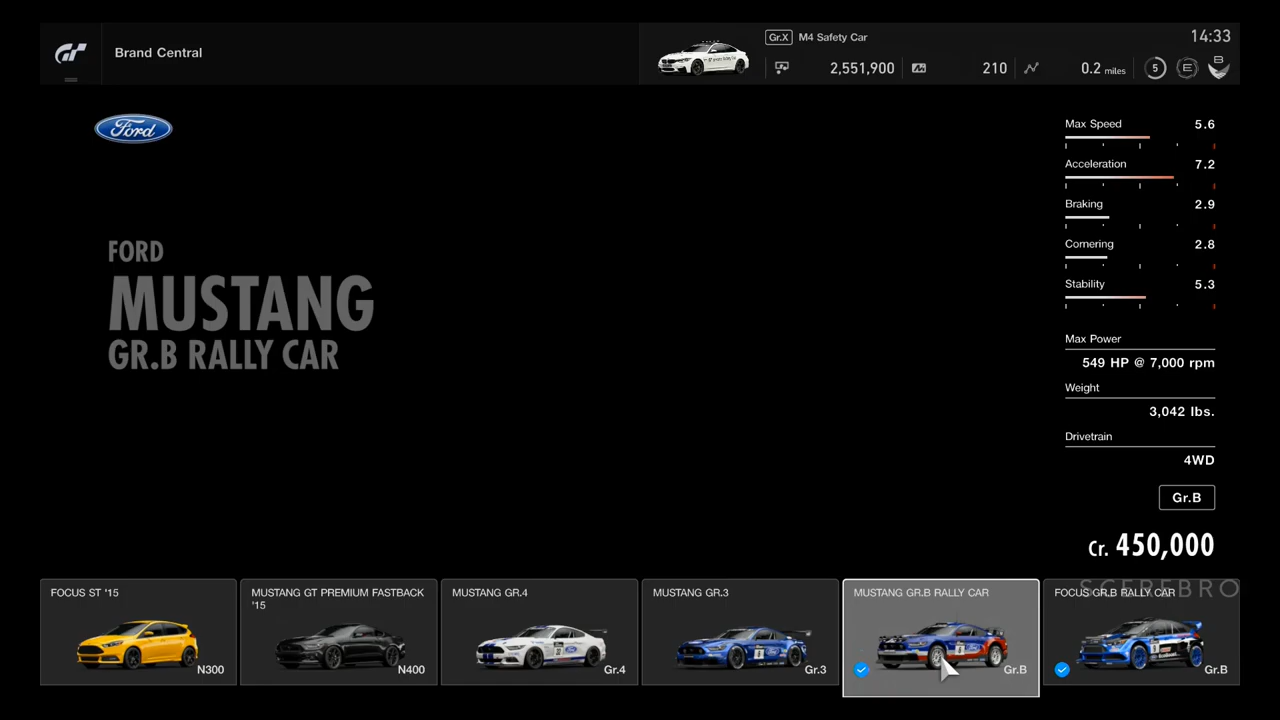 Brand Central
Gr.X M4 Safety Car
14:33
2,551,900
210
0.2 miles
5
E
B
Ford
FORD
MUSTANG
GR.B RALLY CAR
Max Speed 5.6
Acceleration 7.2
Braking 2.9
Cornering 2.8
Stability 5.3
Max Power
549 HP @ 7,000 rpm
Weight
3,042 lbs.
Drivetrain
4WD
Gr.B
Cr. 450,000
SCEREBRO
FOCUS ST '15
N300
MUSTANG GT PREMIUM FASTBACK
'15
N400
MUSTANG GR.4
Gr.4
MUSTANG GR.3
Gr.3
MUSTANG GR.B RALLY CAR
Gr.B
FOCUS GR.B RALLY CAR
Gr.B